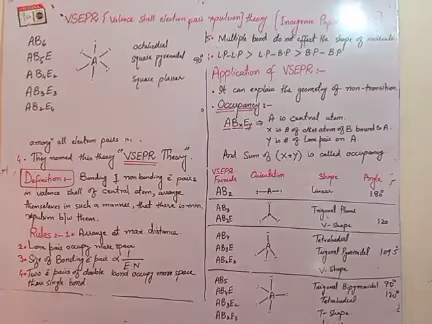 VSEPR (Valance shell electron pair repulsion) theory (Inorganic
AB6
AB5E
AB4E2
AB3E3
AB2E4
octahedral
square pyramidal
square planar
among all electron pairs
4. They named this theory "VSEPR Theory".
Definition:- Bonding & non bonding e pairs
in valance shell of central atom, arrange
themselves in such a manner, that there is min.
repulsion b/w them.
Rules:- 1. Arrange at max. distance.
2. Lone pair occupy more space
3. Size of Bonding e pair α 1/E.N
4. Two e pairs of double bond occupy more space
than single bond.
5. Multiple bond do not effect the shape of molecule
6. LP-LP > LP-BP > BP-BP
Application of VSEPR:-
It can explain the geometry of non-transition.
Occupancy:-
ABxEy ⇒ A is central atom.
X is # of other atom of B bound to A.
Y is # of lone pair on A.
And Sum of (X+Y) is called occupancy
VSEPR Formula Orientation Shape Angle
AB2 -A- Linear 180°
AB3 Trigonal Plane
AB2E V-Shape 120
AB4 Tetrahedral
AB3E Trigonal Pyramidal 109.5
AB2E2 V-Shape
AB5 Trigonal Bipyramidal 90°
AB4E Tetrahedral 120°
AB3E2 T-Shape
AB2E3